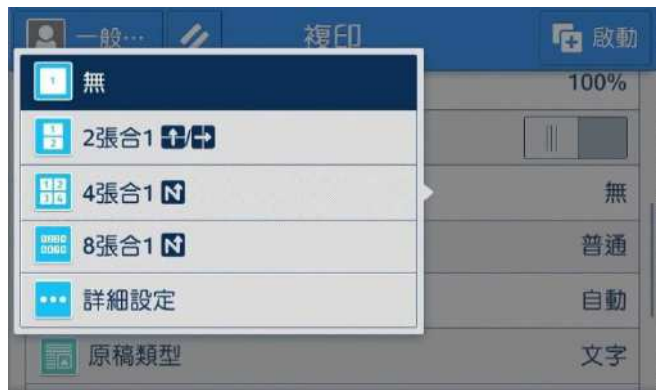 一般… 複印 啟動
無 100%
2張合1
4張合1 無
8張合1 普通
詳細設定 自動
原稿類型 文字